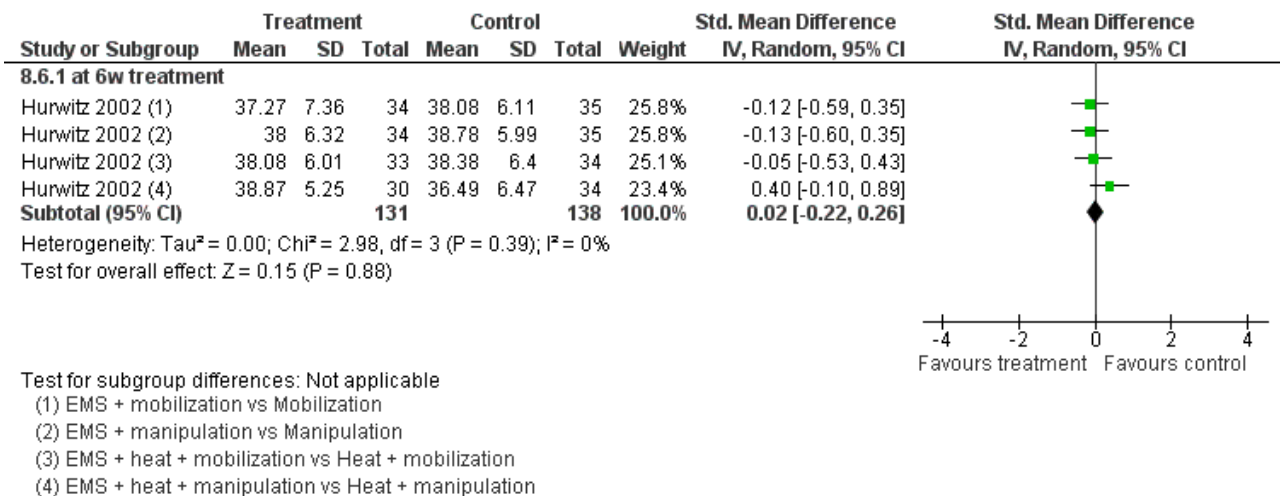 Treatment Control Std. Mean Difference Std. Mean Difference
Study or Subgroup Mean SD Total Mean SD Total Weight IV, Random, 95% CI IV, Random, 95% CI
8.6.1 at 6w treatment
Hurwitz 2002 (1) 37.27 7.36 34 38.08 6.11 35 25.8% -0.12 [-0.59, 0.35]
Hurwitz 2002 (2) 38 6.32 34 38.78 5.99 35 25.8% -0.13 [-0.60, 0.35]
Hurwitz 2002 (3) 38.08 6.01 33 38.38 6.4 34 25.1% -0.05 [-0.53, 0.43]
Hurwitz 2002 (4) 38.87 5.25 30 36.49 6.47 34 23.4% 0.40 [-0.10, 0.89]
Subtotal (95% CI) 131 138 100.0% 0.02 [-0.22, 0.26]
Heterogeneity: Tau² = 0.00; Chi² = 2.98, df = 3 (P = 0.39); I² = 0%
Test for overall effect: Z = 0.15 (P = 0.88)
-4 -2 0 2 4
Favours treatment Favours control
Test for subgroup differences: Not applicable
(1) EMS + mobilization vs Mobilization
(2) EMS + manipulation vs Manipulation
(3) EMS + heat + mobilization vs Heat + mobilization
(4) EMS + heat + manipulation vs Heat + manipulation